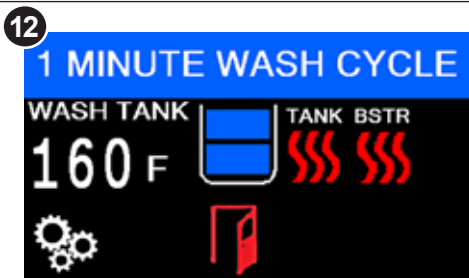 12
1 MINUTE WASH CYCLE
WASH TANK
TANK BSTR
160 F